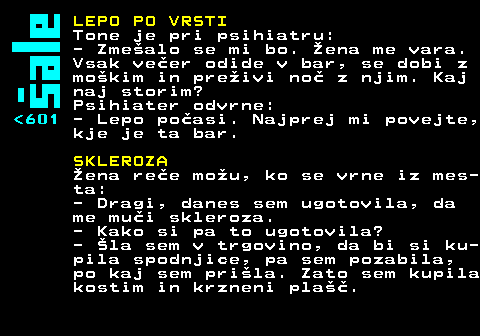 šale
<601
LEPO PO VRSTI
Tone je pri psihiatru:
- Zmešalo se mi bo. Žena me vara.
Vsak večer odide v bar, se dobi z
moškim in preživi noč z njim. Kaj
naj storim?
Psihiater odvrne:
- Lepo počasi. Najprej mi povejte,
kje je ta bar.
SKLEROZA
Žena reče možu, ko se vrne iz mes-
ta:
- Dragi, danes sem ugotovila, da
me muči skleroza.
- Kako si pa to ugotovila?
- Šla sem v trgovino, da bi si ku-
pila spodnjice, pa sem pozabila,
po kaj sem prišla. Zato sem kupila
kostim in krzneni plašč.